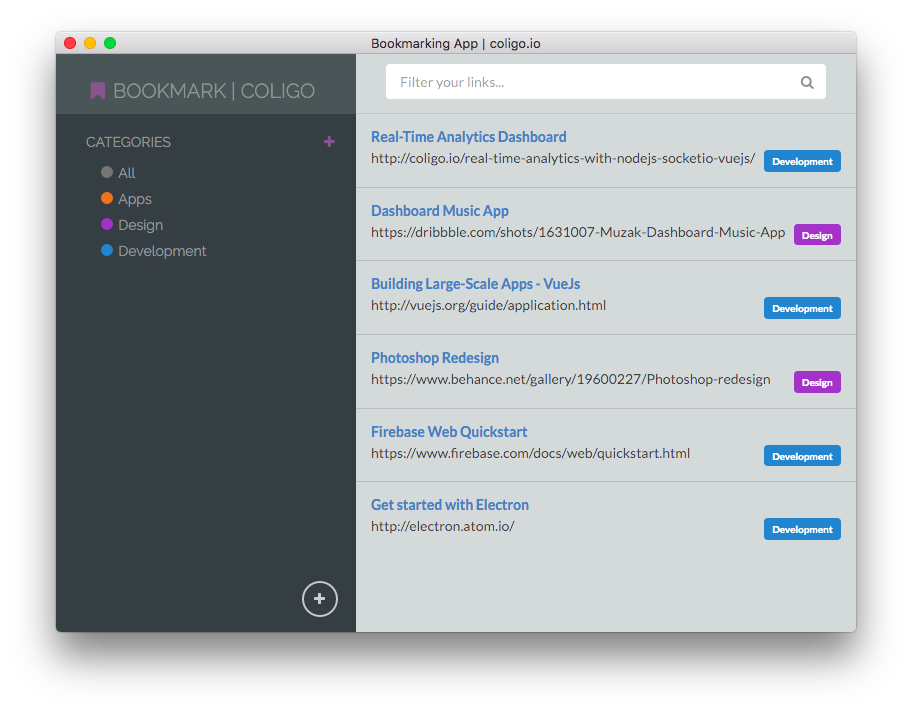 Bookmarking App | coligo.io
BOOKMARK | COLIGO
CATEGORIES
All
Apps
Design
Development
Filter your links...
Real-Time Analytics Dashboard
http://coligo.io/real-time-analytics-with-nodejs-socketio-vuejs/
Development
Dashboard Music App
https://dribbble.com/shots/1631007-Muzak-Dashboard-Music-App
Design
Building Large-Scale Apps - VueJs
http://vuejs.org/guide/application.html
Development
Photoshop Redesign
https://www.behance.net/gallery/19600227/Photoshop-redesign
Design
Firebase Web Quickstart
https://www.firebase.com/docs/web/quickstart.html
Development
Get started with Electron
http://electron.atom.io/
Development